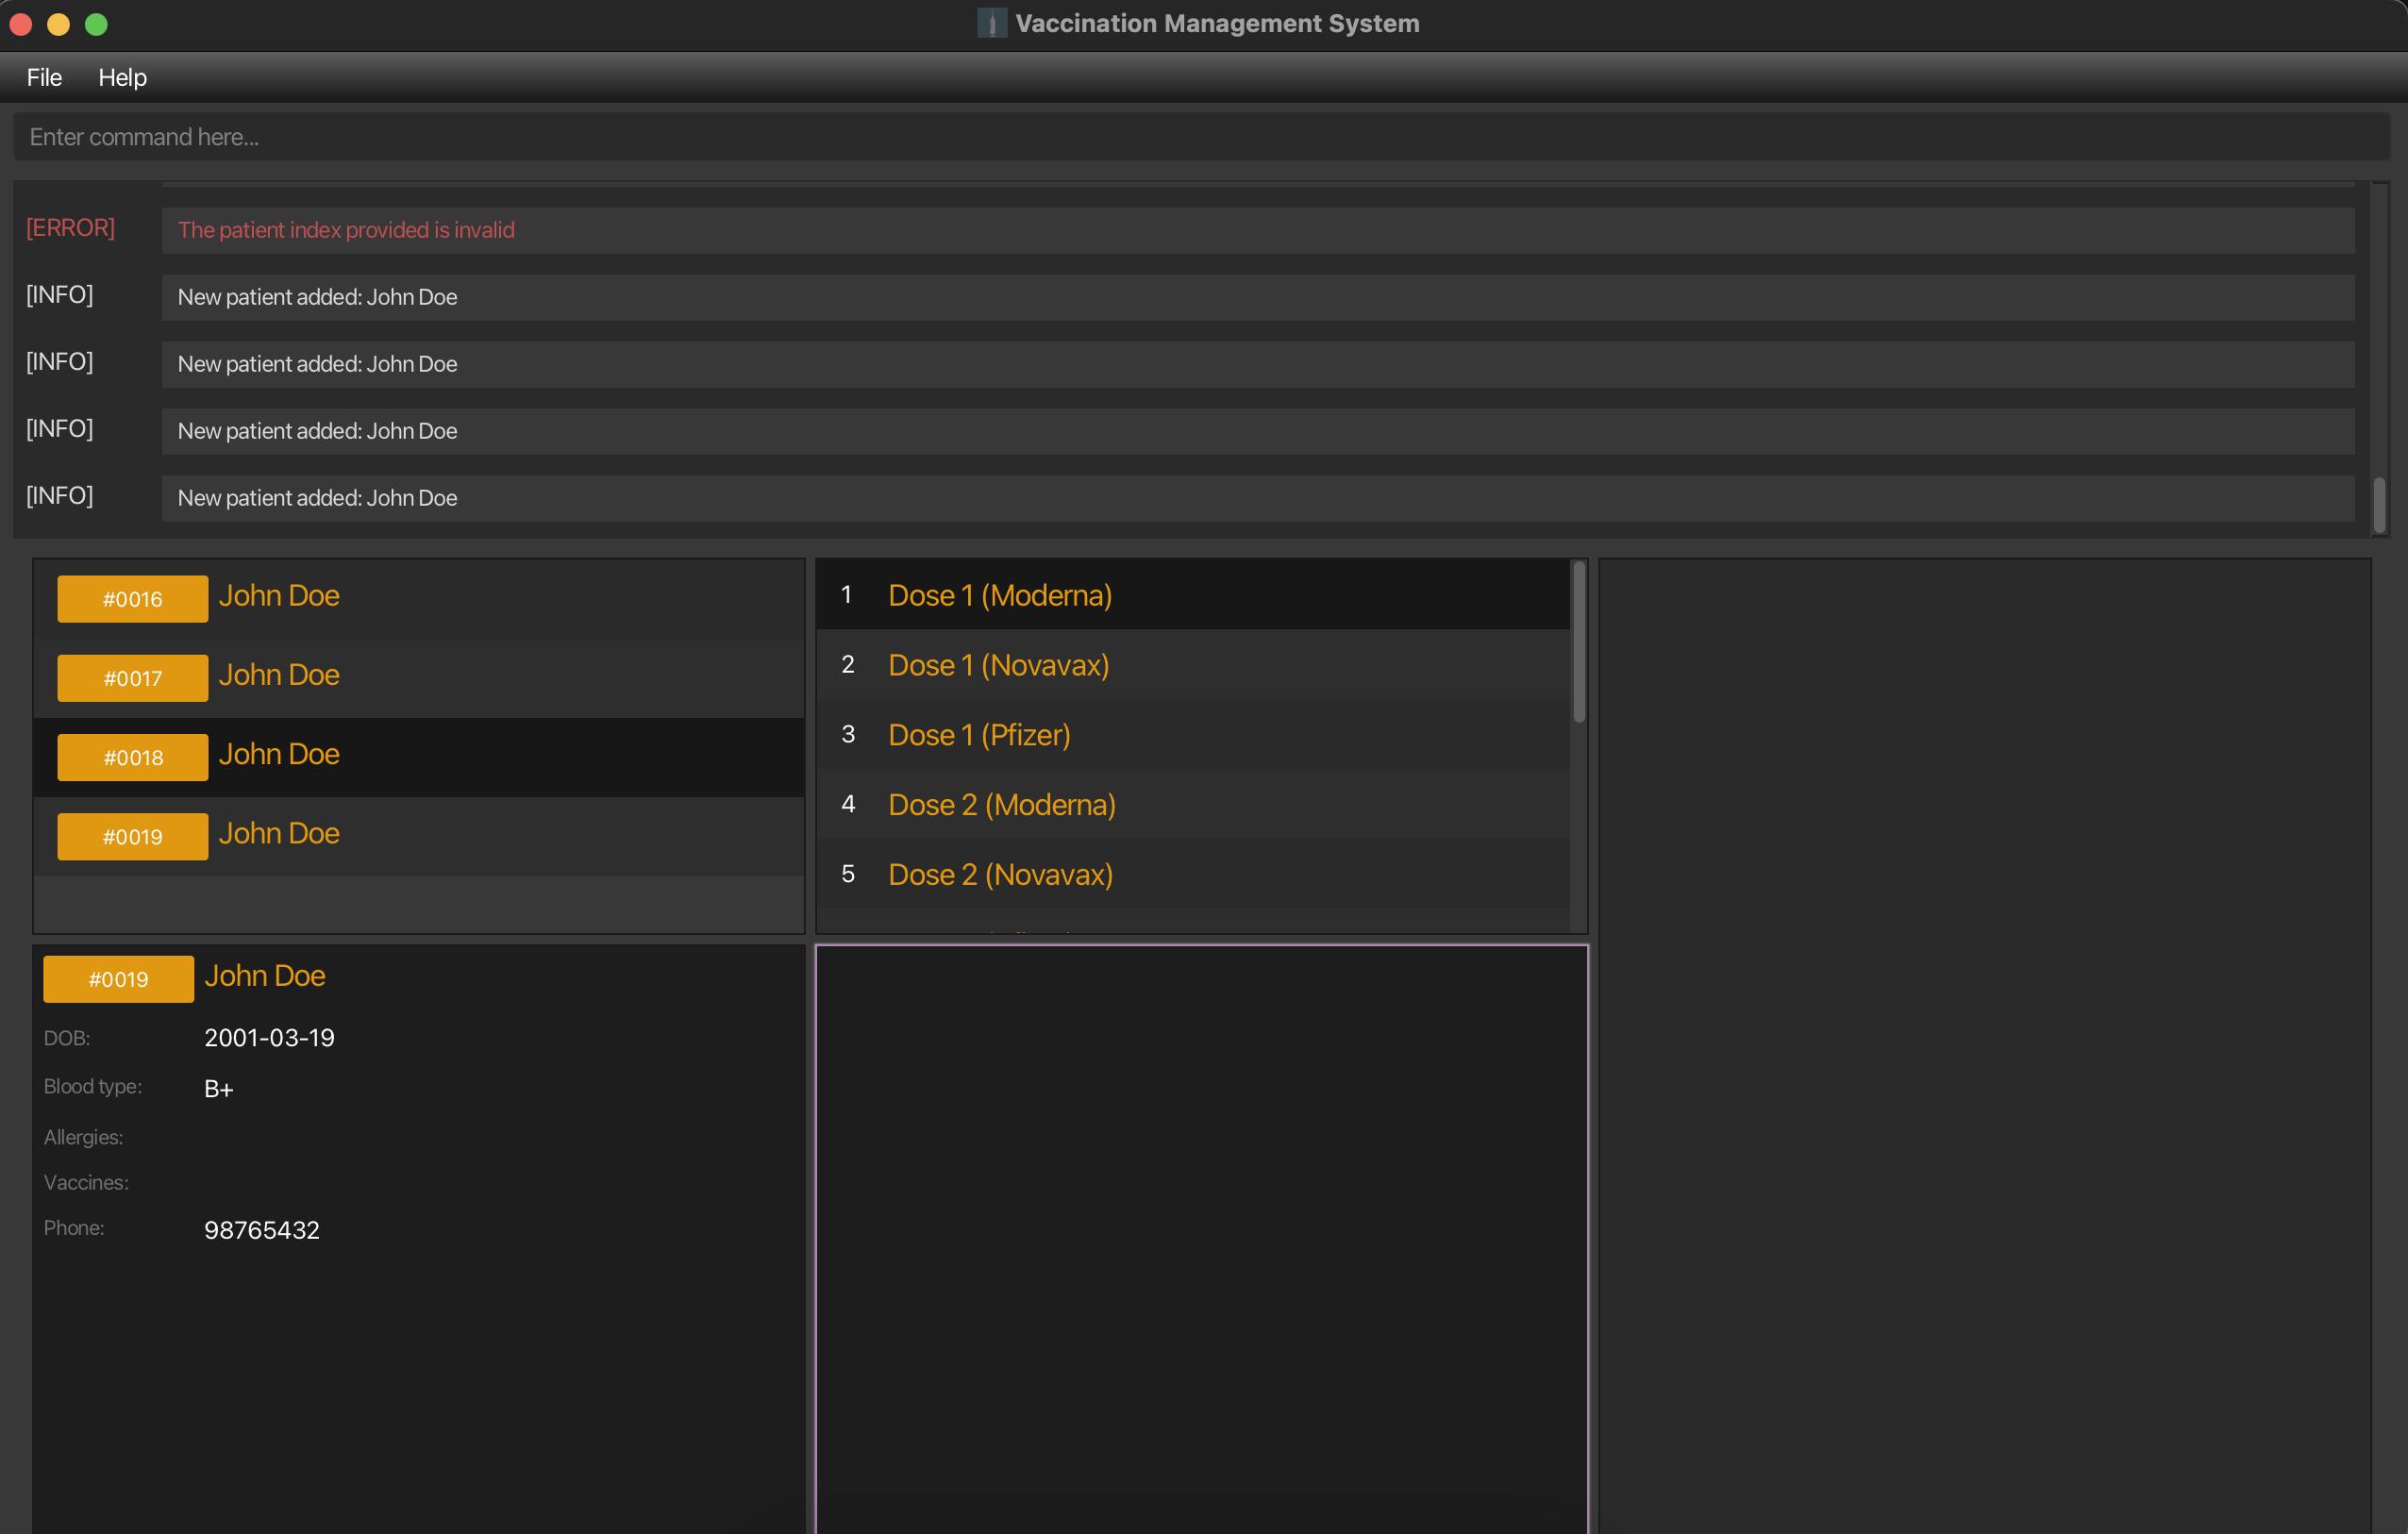 Vaccination Management System
File Help
Enter command here...
[ERROR] The patient index provided is invalid
[INFO] New patient added: John Doe
[INFO] New patient added: John Doe
[INFO] New patient added: John Doe
[INFO] New patient added: John Doe
#0016 John Doe
#0017 John Doe
#0018 John Doe
#0019 John Doe
1 Dose 1 (Moderna)
2 Dose 1 (Novavax)
3 Dose 1 (Pfizer)
4 Dose 2 (Moderna)
5 Dose 2 (Novavax)
#0019 John Doe
DOB: 2001-03-19
Blood type: B+
Allergies:
Vaccines:
Phone: 98765432